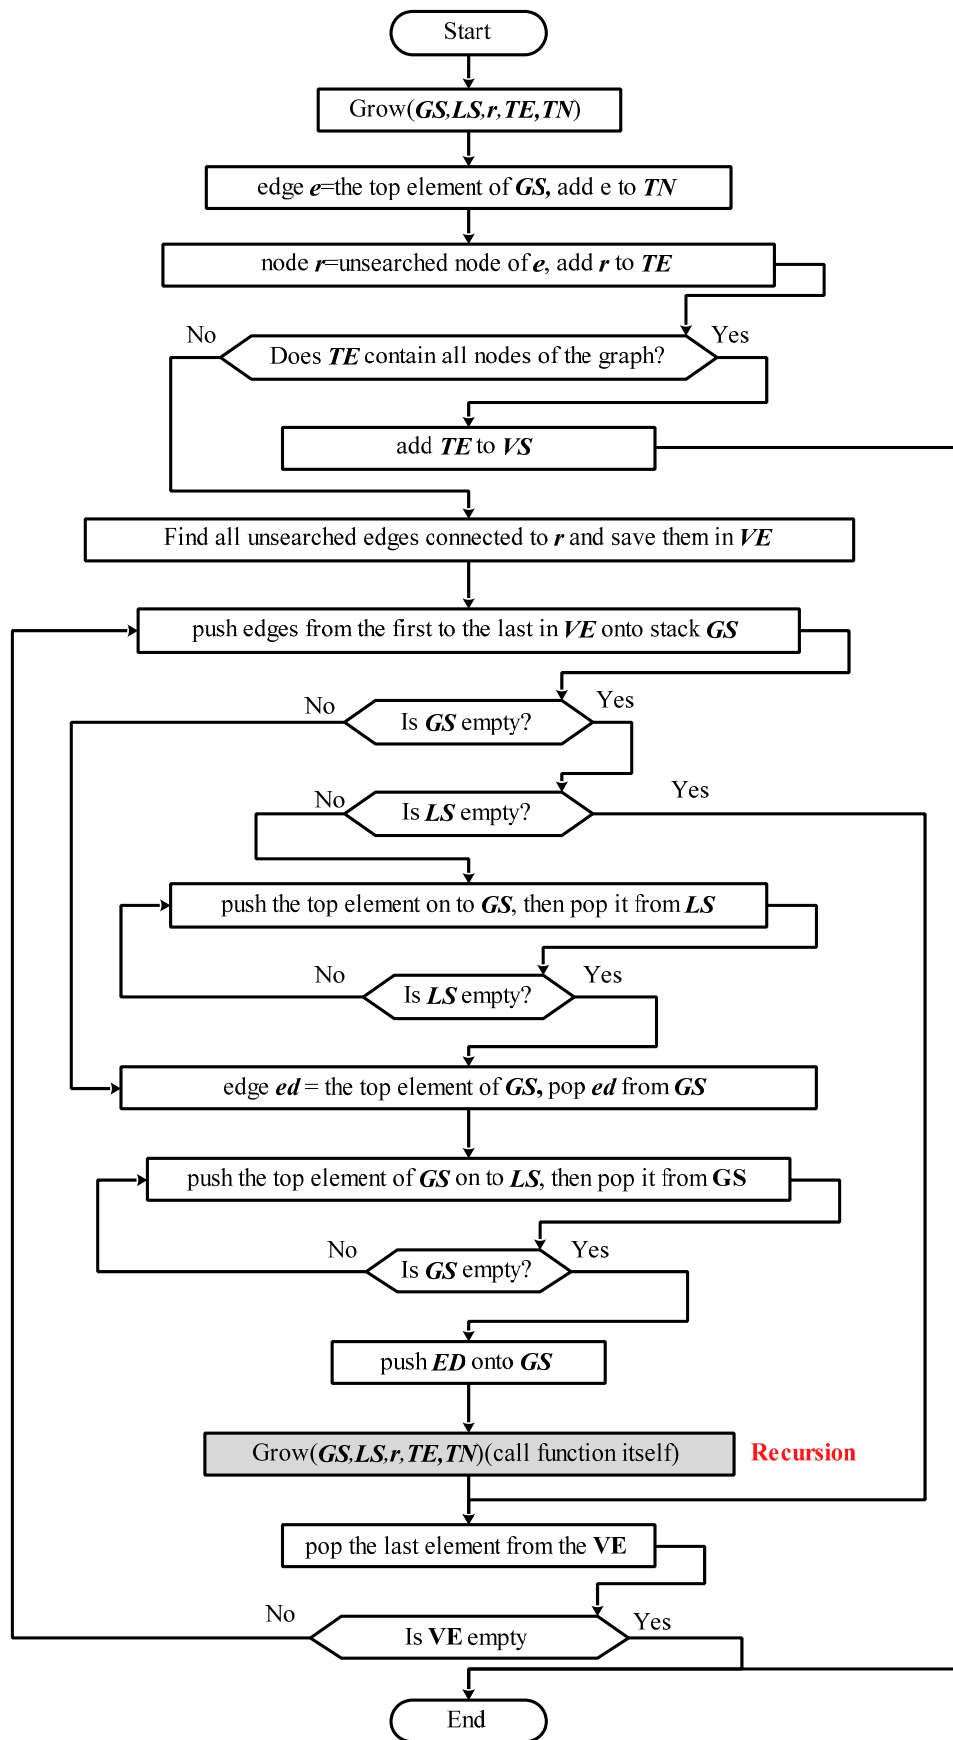 Start
Grow(GS,LS,r,TE,TN)
edge e=the top element of GS, add e to TN
node r=unsearched node of e, add r to TE
No
Yes
Does TE contain all nodes of the graph?
add TE to VS
Find all unsearched edges connected to r and save them in VE
push edges from the first to the last in VE onto stack GS
No
Yes
Is GS empty?
No
Yes
Is LS empty?
push the top element on to GS, then pop it from LS
No
Yes
Is LS empty?
edge ed = the top element of GS, pop ed from GS
push the top element of GS on to LS, then pop it from GS
No
Yes
Is GS empty?
push ED onto GS
Grow(GS,LS,r,TE,TN)(call function itself)
Recursion
pop the last element from the VE
No
Yes
Is VE empty
End